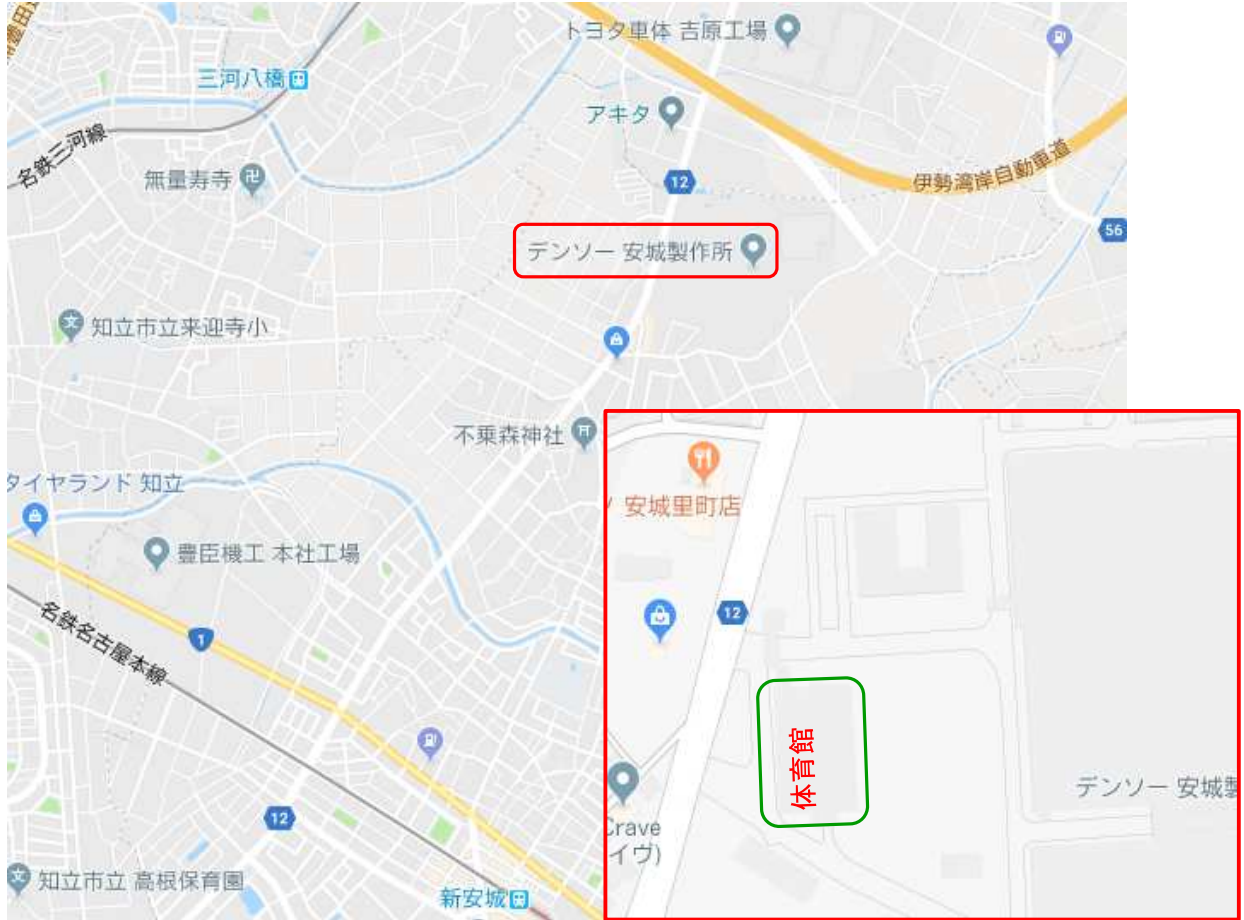 トヨタ車体 吉原工場
三河八橋
アキタ
名鉄三河線
無量寿寺
12
伊勢湾岸自動車道
56
デンソー 安城製作所
知立市立来迎寺小
不乗森神社
タイヤランド 知立
安城里町店
豊臣機工 本社工場
12
名鉄名古屋本線
1
体育館
デンソー 安城製
Crave
イヴ)
12
知立市立 高根保育園
新安城